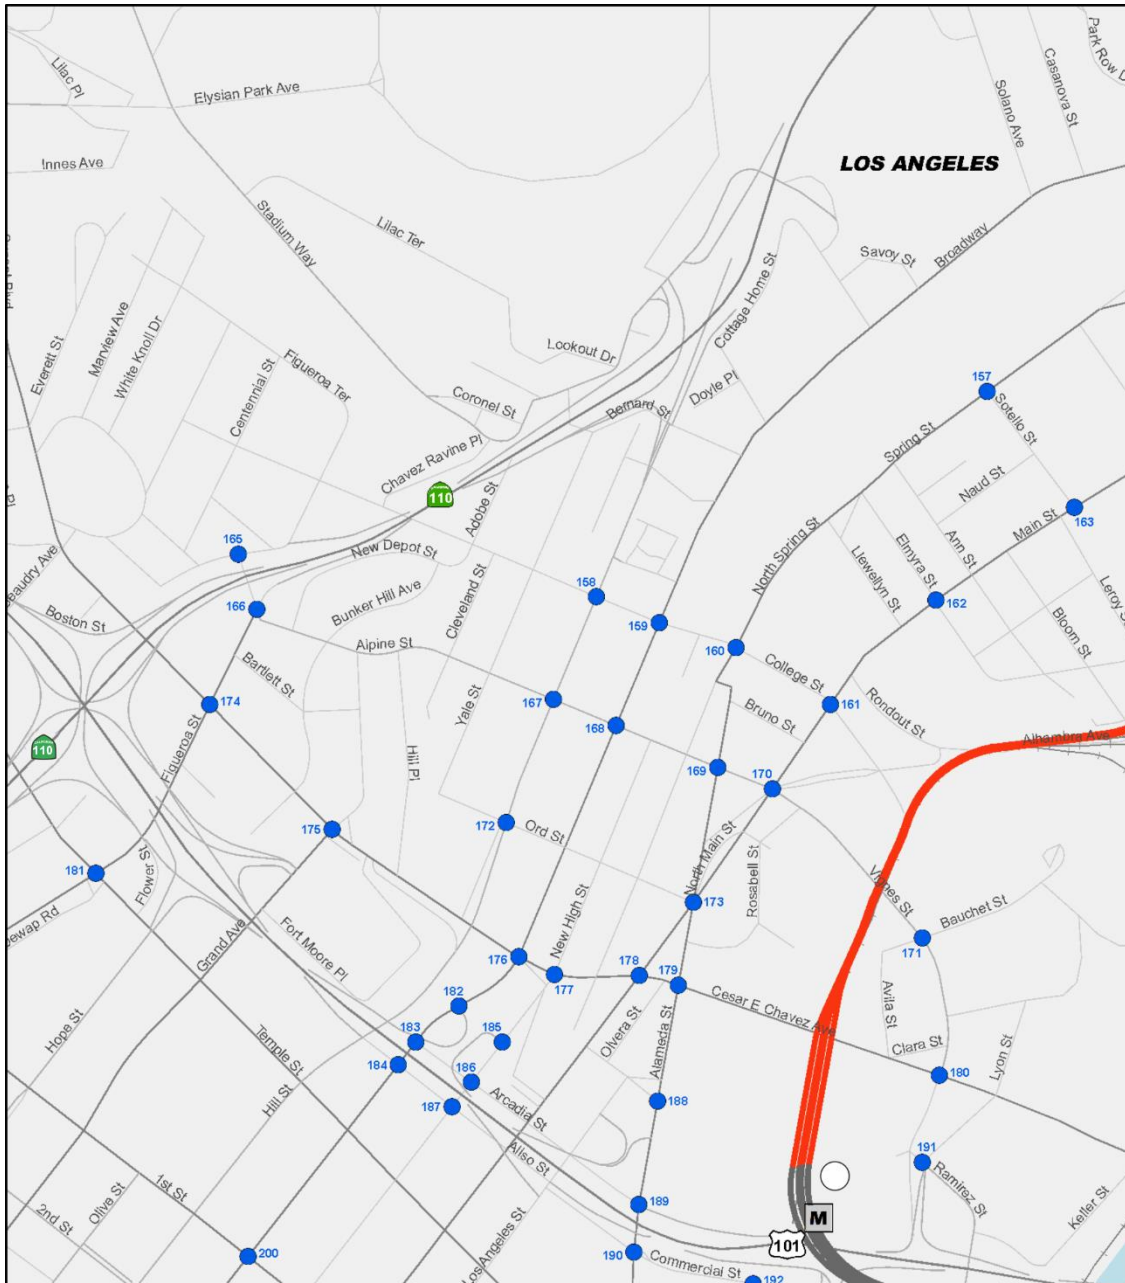 Lilac Pl
Elysian Park Ave
Innes Ave
Solano Ave
Casanova St
Park Row D
LOS ANGELES
Stadium Way
Lilac Ter
Savoy St
Broadway
Cottage Home St
Everett St
Marview Ave
White Knoll Dr
Centennial St
Figueroa Ter
Lookout Dr
Coronel St
Bernard St
Doyle Pl
157
Sotello St
Spring St
Chavez Ravine Pl
110
Adobe St
Naud St
Main St
163
North Spring St
Elmyra St
Ann St
Llewellyn St
162
Leroy St
Bloom St
165
New Depot St
Beaudry Ave
Boston St
166
Bunker Hill Ave
Cleveland St
158
159
160
Alpine St
Bartlett St
College St
Rondout St
161
Yale St
167
168
Bruno St
174
110
Figueroa St
Hill Pl
169
170
Alhambra Ave
172
Ord St
175
North Main St
Rosabell St
173
181
Flower St
Vignes St
Bauchet St
171
Grand Ave
Fort Moore Pl
New High St
176
177
178
179
Cesar E Chavez Ave
Avila St
Clara St
Lyon St
180
Hope St
Temple St
Hill St
182
183
184
185
186
187
Arcadia St
Aliso St
Olvera St
Alameda St
188
191
Ramirez St
Keller St
1st St
Olive St
2nd St
200
Los Angeles St
189
190
Commercial St
192
101
M